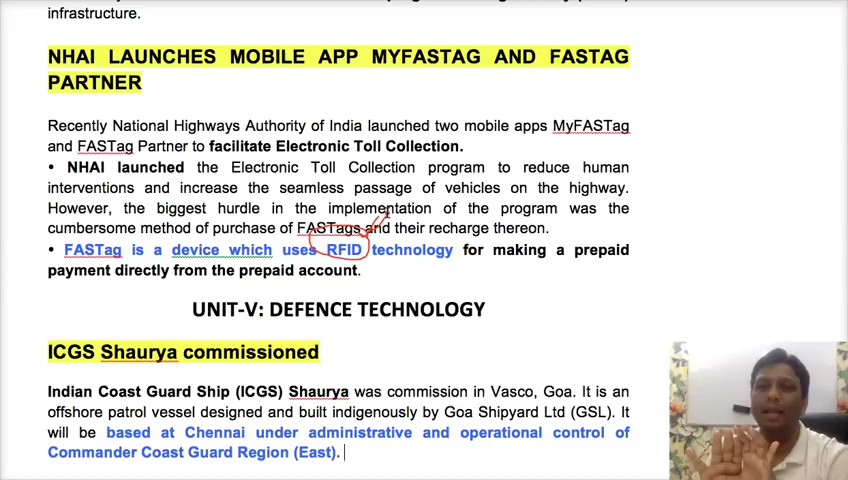 infrastructure.
NHAI LAUNCHES MOBILE APP MYFASTAG AND FASTAG
PARTNER
Recently National Highways Authority of India launched two mobile apps MyFASTag
and FASTag Partner to facilitate Electronic Toll Collection.
• NHAI launched the Electronic Toll Collection program to reduce human
interventions and increase the seamless passage of vehicles on the highway.
However, the biggest hurdle in the implementation of the program was the
cumbersome method of purchase of FASTags and their recharge thereon.
• FASTag is a device which uses RFID technology for making a prepaid
payment directly from the prepaid account.
UNIT-V: DEFENCE TECHNOLOGY
ICGS Shaurya commissioned
Indian Coast Guard Ship (ICGS) Shaurya was commission in Vasco, Goa. It is an
offshore patrol vessel designed and built indigenously by Goa Shipyard Ltd (GSL). It
will be based at Chennai under administrative and operational control of
Commander Coast Guard Region (East).